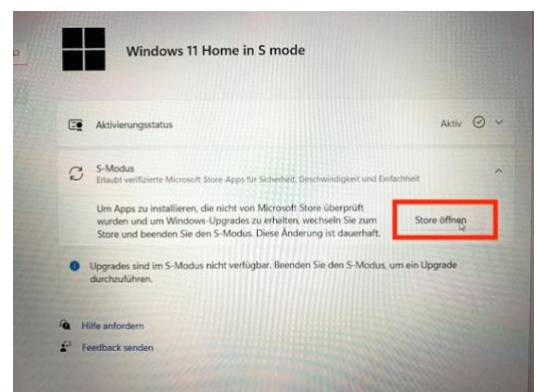 Windows 11 Home in S mode
Aktivierungsstatus
Aktiv
S-Modus
Erlaubt verifizierte Microsoft Store-Apps für Sicherheit, Geschwindigkeit und Einfachheit
Um Apps zu installieren, die nicht von Microsoft Store überprüft
wurden und um Windows-Upgrades zu erhalten, wechseln Sie zum
Store und beenden Sie den S-Modus. Diese Änderung ist dauerhaft.
Store öffnen
Upgrades sind im S-Modus nicht verfügbar. Beenden Sie den S-Modus, um ein Upgrade
durchzuführen.
Hilfe anfordern
Feedback senden